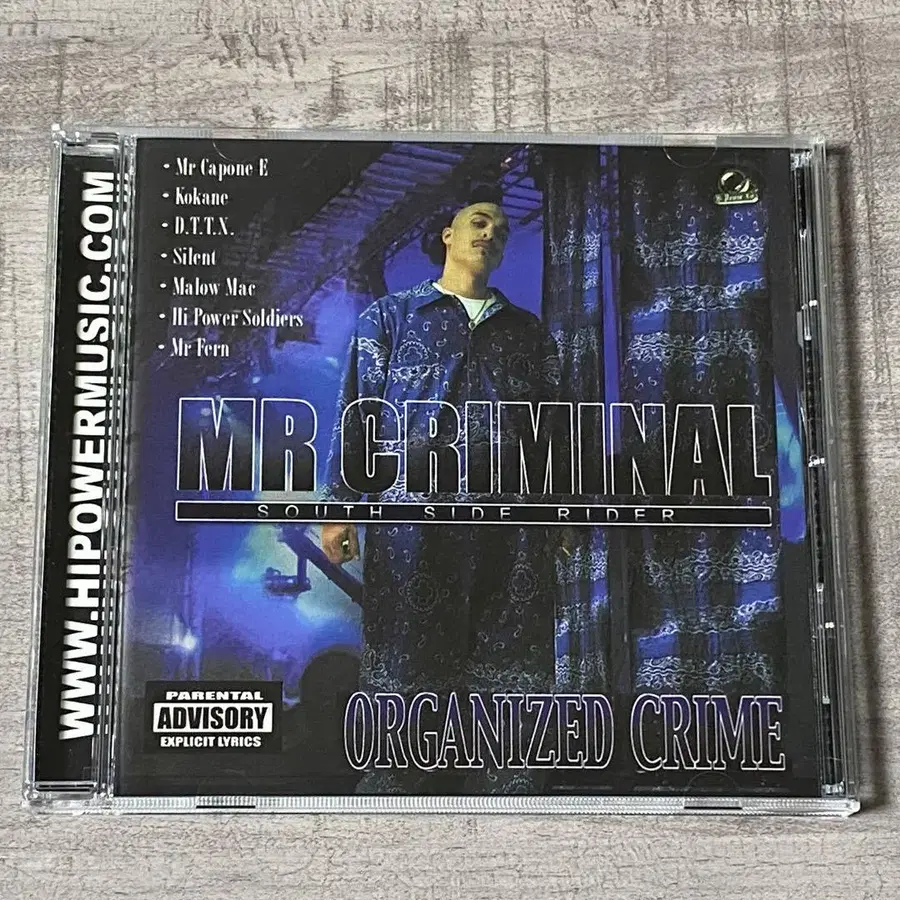 WWW.HIPOWERMUSIC.COM
• Mr Capone E
• Kokane
• D.T.T.X.
• Silent
• Malow Mac
• Hi Power Soldiers
• Mr Fern
MR CRIMINAL
SOUTH SIDE RIDER
PARENTAL
ADVISORY
EXPLICIT LYRICS
ORGANIZED CRIME